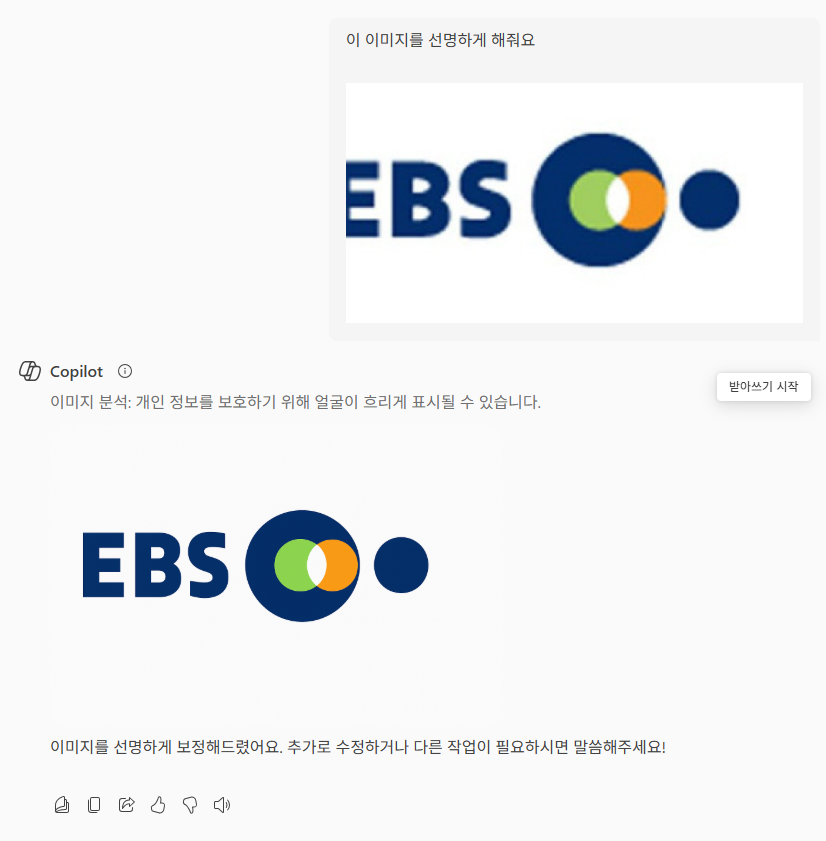 이 이미지를 선명하게 해줘요
EBS
Copilot
받아쓰기 시작
이미지 분석: 개인 정보를 보호하기 위해 얼굴이 흐리게 표시될 수 있습니다.
EBS
이미지를 선명하게 보정해드렸어요. 추가로 수정하거나 다른 작업이 필요하시면 말씀해주세요!